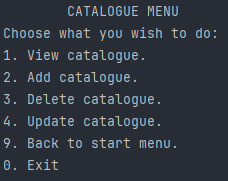 CATALOGUE MENU
Choose what you wish to do:
1. View catalogue.
2. Add catalogue.
3. Delete catalogue.
4. Update catalogue.
9. Back to start menu.
0. Exit